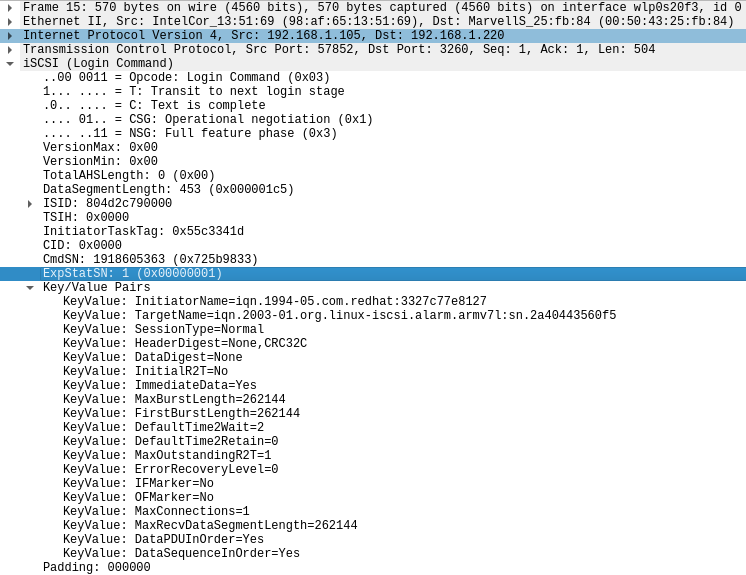 Frame 15: 570 bytes on wire (4560 bits), 570 bytes captured (4560 bits) on interface wlp0s20f3, id 0
Ethernet II, Src: IntelCor_13:51:69 (98:af:65:13:51:69), Dst: MarvellS_25:fb:84 (00:50:43:25:fb:84)
Internet Protocol Version 4, Src: 192.168.1.105, Dst: 192.168.1.220
Transmission Control Protocol, Src Port: 57852, Dst Port: 3260, Seq: 1, Ack: 1, Len: 504
iSCSI (Login Command)
..00 0011 = Opcode: Login Command (0x03)
1... .... = T: Transit to next login stage
.0.. .... = C: Text is complete
.... 01.. = CSG: Operational negotiation (0x1)
.... ..11 = NSG: Full feature phase (0x3)
VersionMax: 0x00
VersionMin: 0x00
TotalAHSLength: 0 (0x00)
DataSegmentLength: 453 (0x000001c5)
ISID: 804d2c790000
TSIH: 0x0000
InitiatorTaskTag: 0x55c3341d
CID: 0x0000
CmdSN: 1918605363 (0x725b9833)
ExpStatSN: 1 (0x00000001)
Key/Value Pairs
KeyValue: InitiatorName=iqn.1994-05.com.redhat:3327c77e8127
KeyValue: TargetName=iqn.2003-01.org.linux-iscsi.alarm.armv7l:sn.2a40443560f5
KeyValue: SessionType=Normal
KeyValue: HeaderDigest=None,CRC32C
KeyValue: DataDigest=None
KeyValue: InitialR2T=No
KeyValue: ImmediateData=Yes
KeyValue: MaxBurstLength=262144
KeyValue: FirstBurstLength=262144
KeyValue: DefaultTime2Wait=2
KeyValue: DefaultTime2Retain=0
KeyValue: MaxOutstandingR2T=1
KeyValue: ErrorRecoveryLevel=0
KeyValue: IFMarker=No
KeyValue: OFMarker=No
KeyValue: MaxConnections=1
KeyValue: MaxRecvDataSegmentLength=262144
KeyValue: DataPDUInOrder=Yes
KeyValue: DataSequenceInOrder=Yes
Padding: 000000